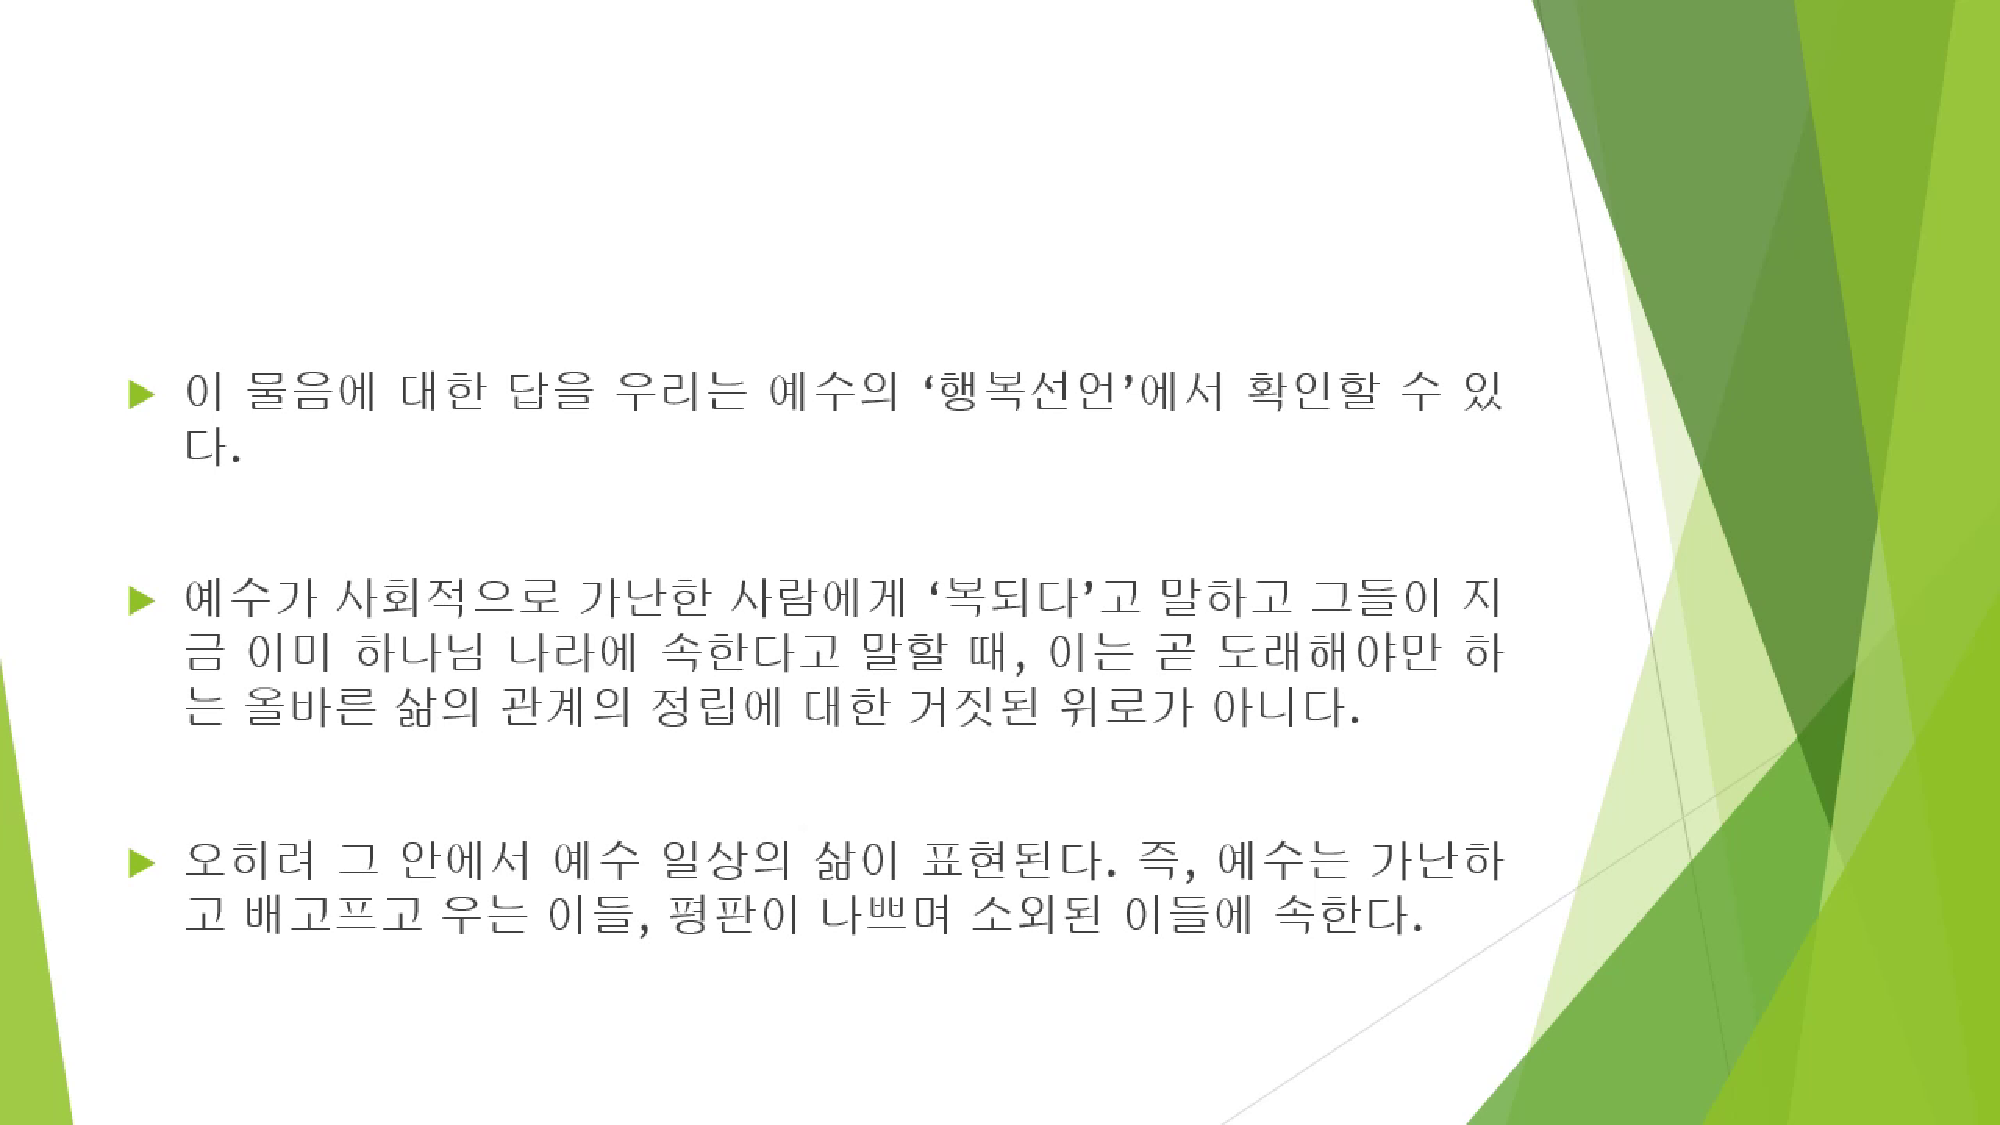 이 물음에 대한 답을 우리는 예수의 ‘행복선언’에서 확인할 수 있
다.
예수가 사회적으로 가난한 사람에게 ‘복되다’고 말하고 그들이 지
금 이미 하나님 나라에 속한다고 말할 때, 이는 곧 도래해야만 하
는 올바른 삶의 관계의 정립에 대한 거짓된 위로가 아니다.
오히려 그 안에서 예수 일상의 삶이 표현된다. 즉, 예수는 가난하
고 배고프고 우는 이들, 평판이 나쁘며 소외된 이들에 속한다.